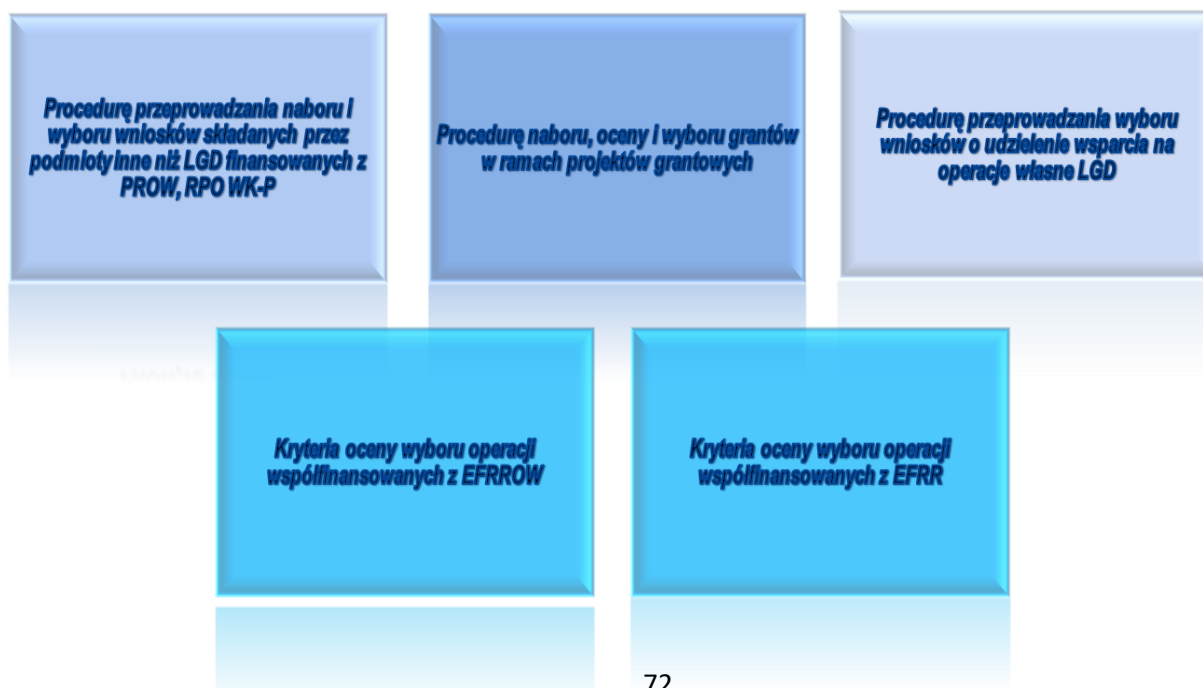 Procedurę przeprowadzania naboru i
wyboru wniosków składanych przez
podmioty inne niż LGD finansowanych z
PROW, RPO WK-P
Procedurę naboru, oceny i wyboru grantów
w ramach projektów grantowych
Procedurę przeprowadzania wyboru
wniosków o udzielenie wsparcia na
operacje własne LGD
Kryteria oceny wyboru operacji
współfinansowanych z EFRROW
Kryteria oceny wyboru operacji
współfinansowanych z EFRR
72